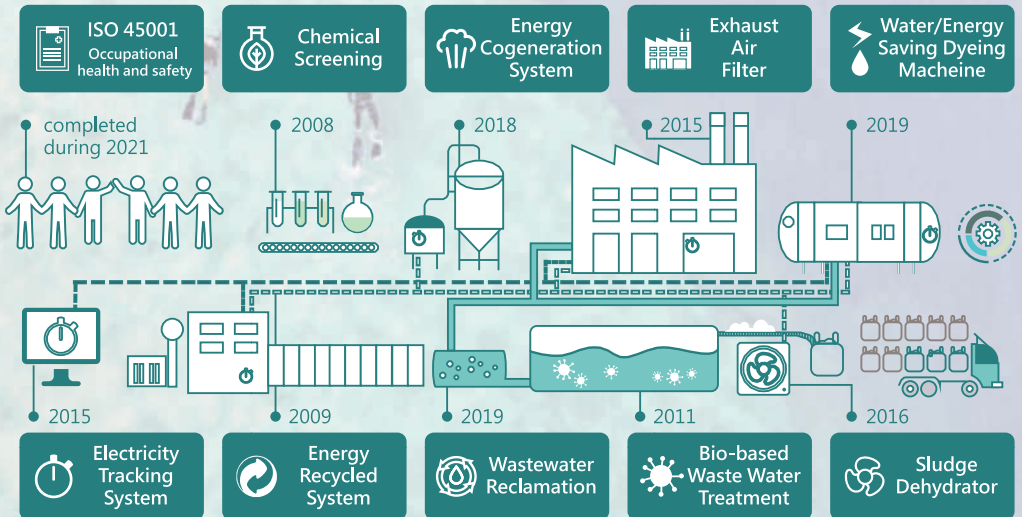 ISO 45001
Occupational
health and safety
Chemical
Screening
Energy
Cogeneration
System
Exhaust
Air
Filter
Water/Energy
Saving Dyeing
Macheine
completed
during 2021
2008
2018
2015
2019
2015
2009
2019
2011
2016
Electricity
Tracking
System
Energy
Recycled
System
Wastewater
Reclamation
Bio-based
Waste Water
Treatment
Sludge
Dehydrator